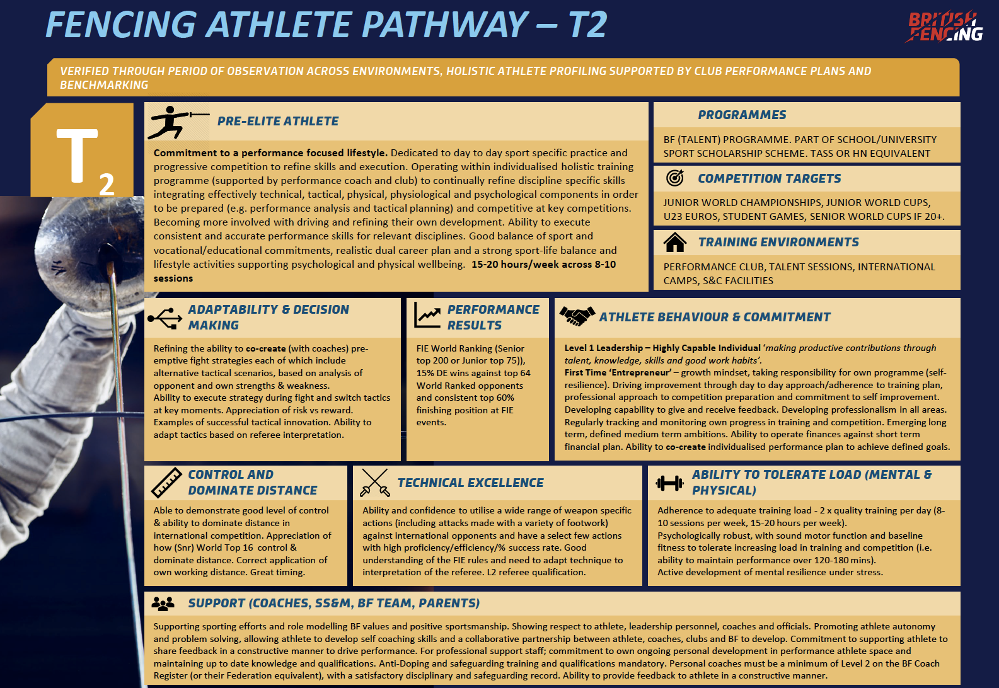 FENCING ATHLETE PATHWAY – T2
BRITISH
FENCING
VERIFIED THROUGH PERIOD OF OBSERVATION ACROSS ENVIRONMENTS, HOLISTIC ATHLETE PROFILING SUPPORTED BY CLUB PERFORMANCE PLANS AND
BENCHMARKING
T2
PRE-ELITE ATHLETE
Commitment to a performance focused lifestyle. Dedicated to day to day sport specific practice and
progressive competition to refine skills and execution. Operating within individualised holistic training
programme (supported by performance coach and club) to continually refine discipline specific skills
integrating effectively technical, tactical, physical, physiological and psychological components in order
to be prepared (e.g. performance analysis and tactical planning) and competitive at key competitions.
Becoming more involved with driving and refining their own development. Ability to execute
consistent and accurate performance skills for relevant disciplines. Good balance of sport and
vocational/educational commitments, realistic dual career plan and a strong sport-life balance and
lifestyle activities supporting psychological and physical wellbeing.  15-20 hours/week across 8-10
sessions
PROGRAMMES
BF (TALENT) PROGRAMME. PART OF SCHOOL/UNIVERSITY
SPORT SCHOLARSHIP SCHEME. TASS OR HN EQUIVALENT
COMPETITION TARGETS
JUNIOR WORLD CHAMPIONSHIPS, JUNIOR WORLD CUPS,
U23 EUROS, STUDENT GAMES, SENIOR WORLD CUPS IF 20+.
TRAINING ENVIRONMENTS
PERFORMANCE CLUB, TALENT SESSIONS, INTERNATIONAL
CAMPS, S&C FACILITIES
ADAPTABILITY & DECISION
MAKING
Refining the ability to co-create (with coaches) pre-
emptive fight strategies each of which include
alternative tactical scenarios, based on analysis of
opponent and own strengths & weakness.
Ability to execute strategy during fight and switch tactics
at key moments. Appreciation of risk vs reward.
Examples of successful tactical innovation. Ability to
adapt tactics based on referee interpretation.
PERFORMANCE
RESULTS
FIE World Ranking (Senior
top 200 or Junior top 75)),
15% DE wins against top 64
World Ranked opponents
and consistent top 60%
finishing position at FIE
events.
ATHLETE BEHAVIOUR & COMMITMENT
Level 1 Leadership – Highly Capable Individual ‘making productive contributions through
talent, knowledge, skills and good work habits’.
First Time ‘Entrepreneur’ – growth mindset, taking responsibility for own programme (self-
resilience). Driving improvement through day to day approach/adherence to training plan,
professional approach to competition preparation and commitment to self improvement.
Developing capability to give and receive feedback. Developing professionalism in all areas.
Regularly tracking and monitoring own progress in training and competition. Emerging long
term, defined medium term ambitions. Ability to operate finances against short term
financial plan. Ability to co-create individualised performance plan to achieve defined goals.
CONTROL AND
DOMINATE DISTANCE
Able to demonstrate good level of control
& ability to dominate distance in
international competition. Appreciation of
how (Snr) World Top 16  control &
dominate distance. Correct application of
own working distance. Great timing.
TECHNICAL EXCELLENCE
Ability and confidence to utilise a wide range of weapon specific
actions (including attacks made with a variety of footwork)
against international opponents and have a select few actions
with high proficiency/efficiency/% success rate. Good
understanding of the FIE rules and need to adapt technique to
interpretation of the referee. L2 referee qualification.
ABILITY TO TOLERATE LOAD (MENTAL &
PHYSICAL)
Adherence to adequate training load - 2 x quality training per day (8-
10 sessions per week, 15-20 hours per week).
Psychologically robust, with sound motor function and baseline
fitness to tolerate increasing load in training and competition (i.e.
ability to maintain performance over 120-180 mins).
Active development of mental resilience under stress.
SUPPORT (COACHES, SS&M, BF TEAM, PARENTS)
Supporting sporting efforts and role modelling BF values and positive sportsmanship. Showing respect to athlete, leadership personnel, coaches and officials. Promoting athlete autonomy
and problem solving, allowing athlete to develop self coaching skills and a collaborative partnership between athlete, coaches, clubs and BF to develop. Commitment to supporting athlete to
share feedback in a constructive manner to drive performance. For professional support staff; commitment to own ongoing personal development in performance athlete space and
maintaining up to date knowledge and qualifications. Anti-Doping and safeguarding training and qualifications mandatory. Personal coaches must be a minimum of Level 2 on the BF Coach
Register (or their Federation equivalent), with a satisfactory disciplinary and safeguarding record. Ability to provide feedback to athlete in a constructive manner.